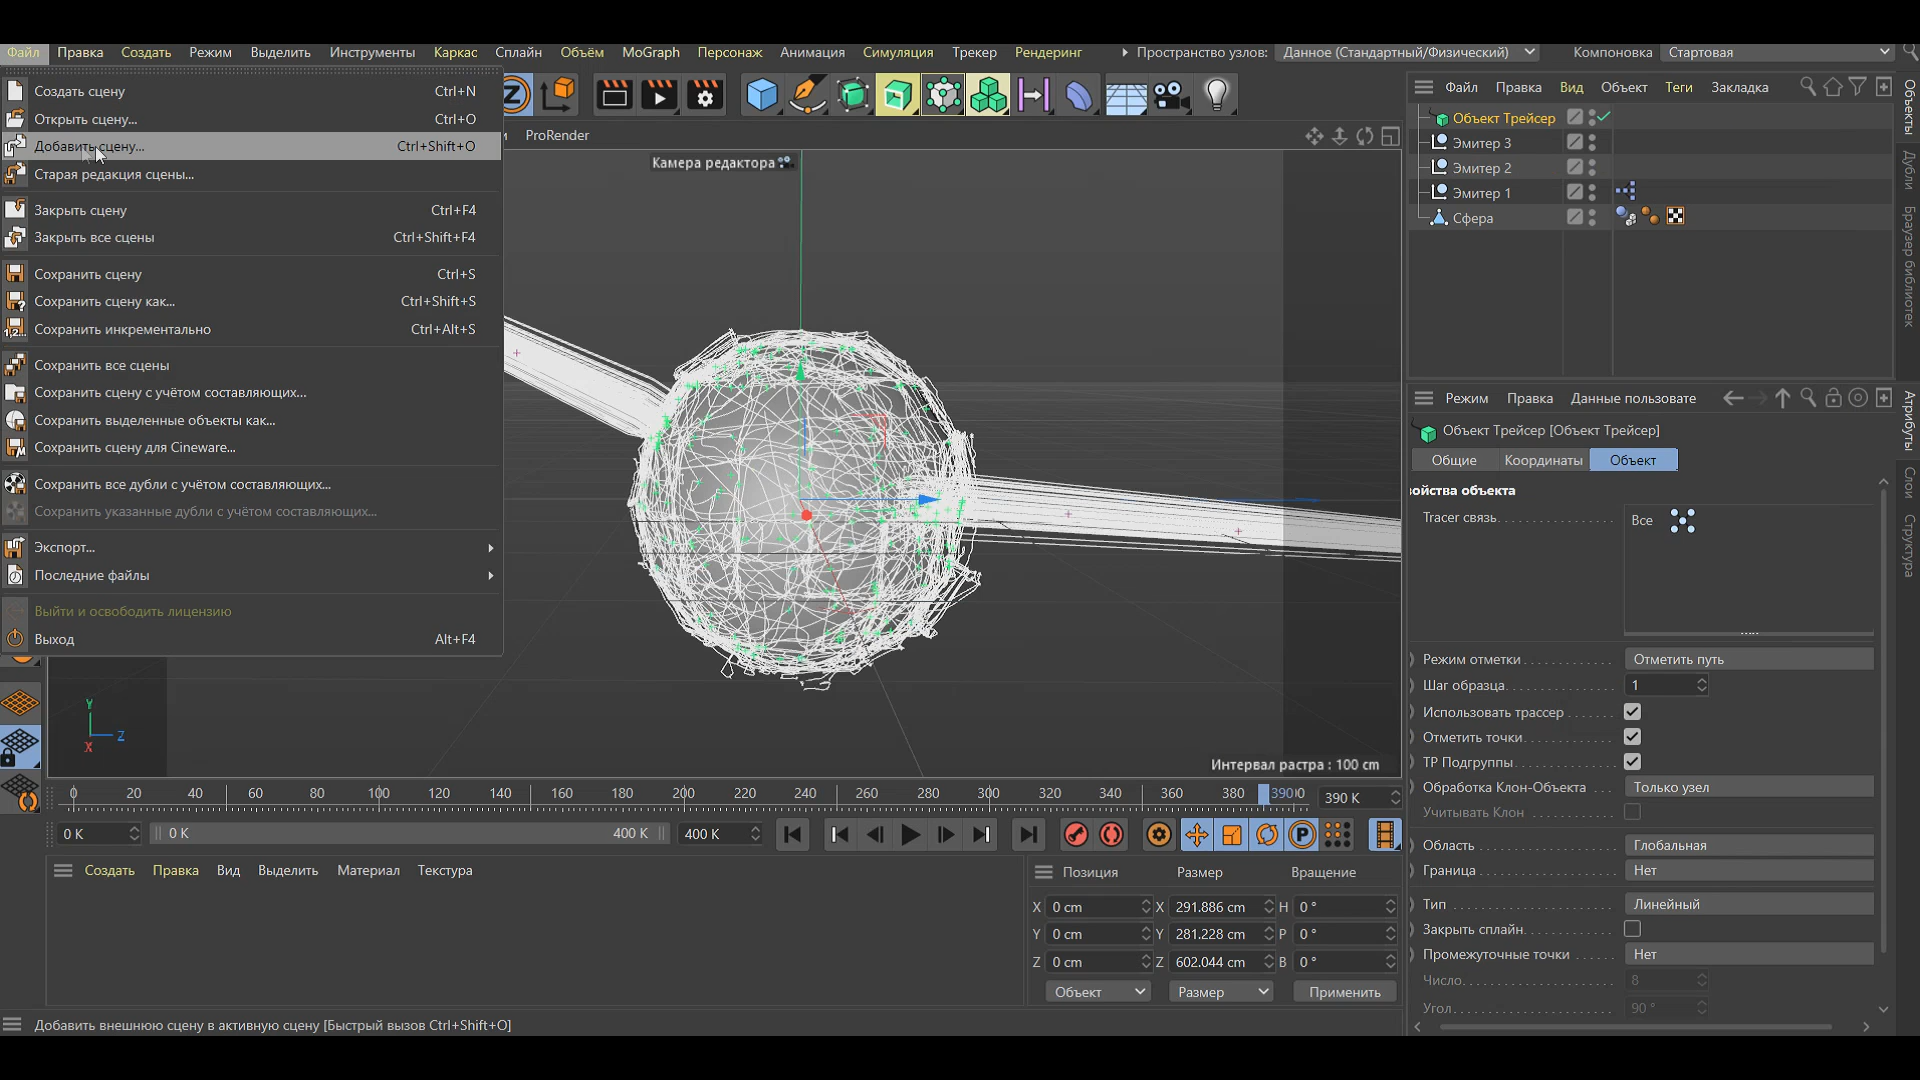 Файл Правка Создать Режим Выделить Инструменты Каркас Сплайн Объём MoGraph Персонаж Анимация Симуляция Трекер Рендеринг Пространство узлов: Данное (Стандартный/Физический) Компоновка Стартовая
Создать сцену Ctrl+N
Открыть сцену... Ctrl+O
Добавить сцену... Ctrl+Shift+O
Старая редакция сцены...
Закрыть сцену Ctrl+F4
Закрыть все сцены Ctrl+Shift+F4
Сохранить сцену Ctrl+S
Сохранить сцену как... Ctrl+Shift+S
Сохранить инкрементально Ctrl+Alt+S
Сохранить все сцены
Сохранить сцену с учётом составляющих...
Сохранить выделенные объекты как...
Сохранить сцену для Cineware...
Сохранить все дубли с учётом составляющих...
Сохранить указанные дубли с учётом составляющих...
Экспорт...
Последние файлы
Выйти и освободить лицензию
Выход Alt+F4
ProRender
Камера редактора
Интервал растра : 100 cm
Y
Z
X
Файл Правка Вид Объект Теги Закладка
Объект Трейсер
Эмитер 3
Эмитер 2
Эмитер 1
Сфера
Объекты
Дубли
Браузер библиотек
Режим Правка Данные пользовате
Объект Трейсер [Объект Трейсер]
Общие Координаты Объект
ойства объекта
Tracer связь Все
Режим отметки Отметить путь
Шаг образца 1
Использовать трассер
Отметить точки
ТР Подгруппы
Обработка Клон-Объекта Только узел
Учитывать Клон
Область Глобальная
Граница Нет
Тип Линейный
Закрыть сплайн
Промежуточные точки Нет
Число 8
Угол 90 °
Атрибуты
Слои
Структура
0 20 40 60 80 100 120 140 160 180 200 220 240 260 280 300 320 340 360 380 390 390 K
0 K 0 K 400 K 400 K
Создать Правка Вид Выделить Материал Текстура
Позиция Размер Вращение
X 0 cm X 291.886 cm H 0 °
Y 0 cm Y 281.228 cm P 0 °
Z 0 cm Z 602.044 cm B 0 °
Объект Размер Применить
Добавить внешнюю сцену в активную сцену [Быстрый вызов Ctrl+Shift+O]